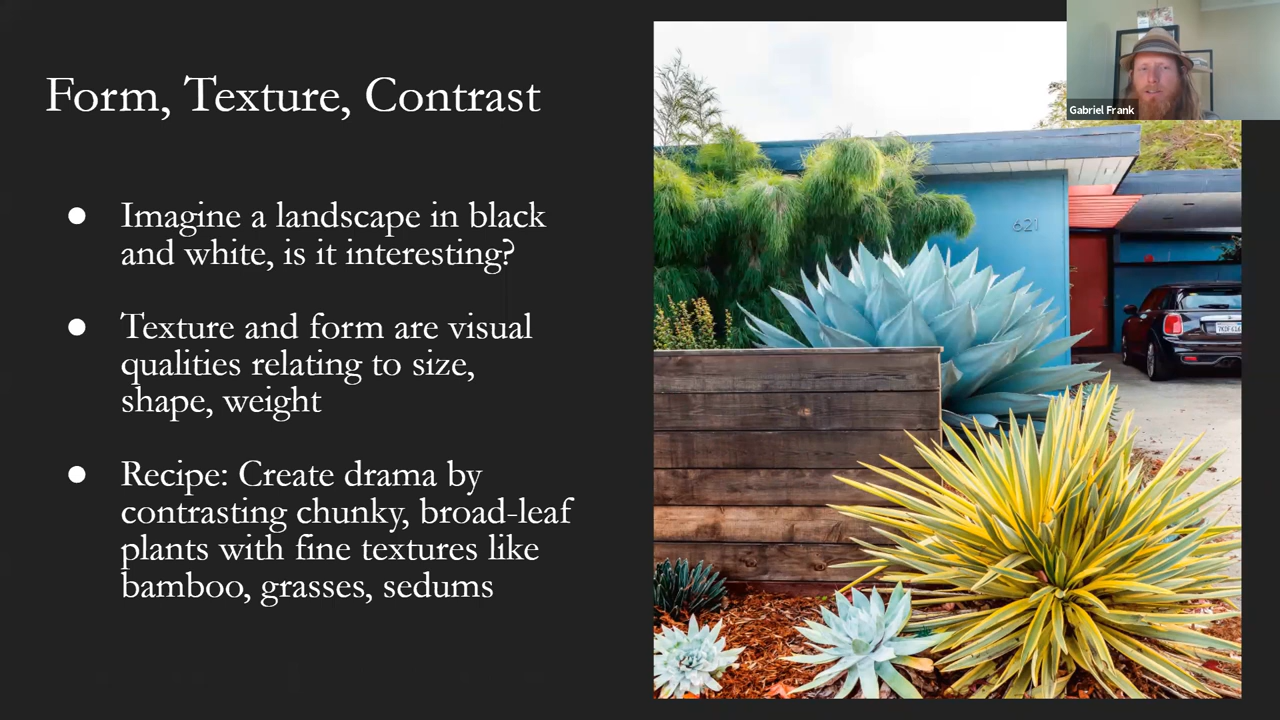 Form, Texture, Contrast
● Imagine a landscape in black
and white, is it interesting?
● Texture and form are visual
qualities relating to size,
shape, weight
● Recipe: Create drama by
contrasting chunky, broad-leaf
plants with fine textures like
bamboo, grasses, sedums
Gabriel Frank
621